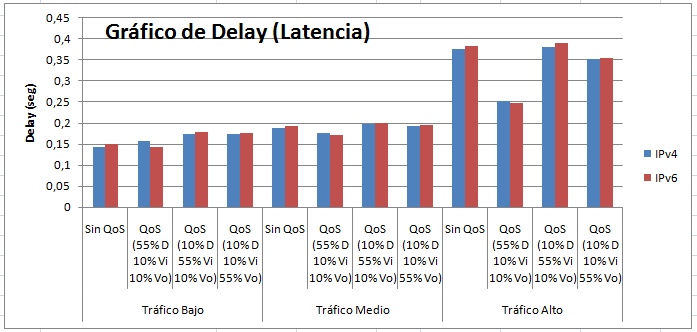 Gráfico de Delay (Latencia)
0,45
0,4
0,35
0,3
0,25
0,2
0,15
0,1
0,05
0
Delay (seg)
IPv4
IPv6
Sin QoS
QoS
(55% D
10% Vi
10% Vo)
QoS
(10% D
55% Vi
10% Vo)
QoS
(10% D
10% Vi
55% Vo)
Sin QoS
QoS
(55% D
10% Vi
10% Vo)
QoS
(10% D
55% Vi
10% Vo)
QoS
(10% D
10% Vi
55% Vo)
Sin QoS
QoS
(55% D
10% Vi
10% Vo)
QoS
(10% D
55% Vi
10% Vo)
QoS
(10% D
10% Vi
55% Vo)
Tráfico Bajo
Tráfico Medio
Tráfico Alto